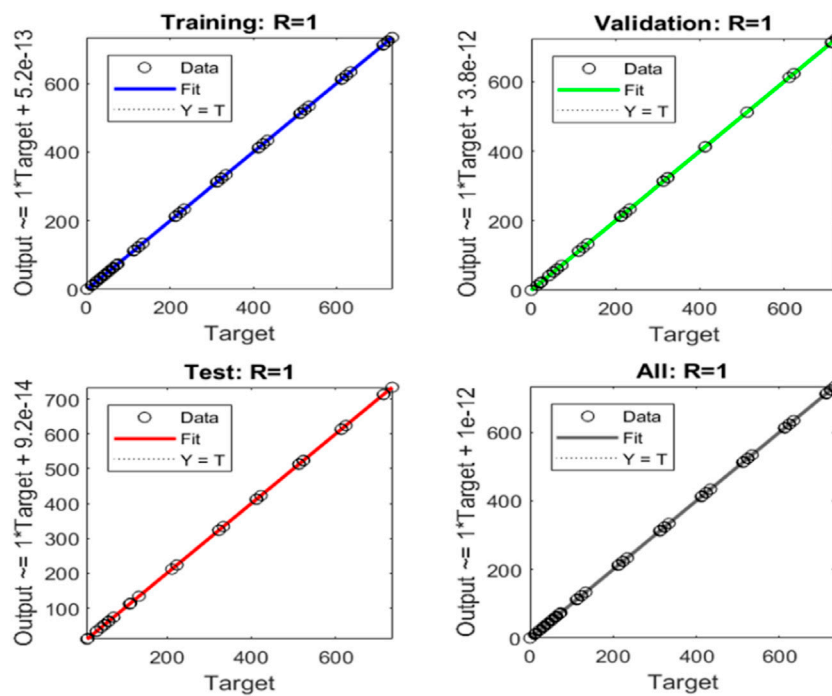 Training: R=1
Output ~= 1*Target + 5.2e-13
600
400
200
0
Data
Fit
Y = T
0
200
400
600
Target
Validation: R=1
Output ~= 1*Target + 3.8e-12
600
400
200
0
Data
Fit
Y = T
0
200
400
600
Target
Test: R=1
Output ~= 1*Target + 9.2e-14
700
600
500
400
300
200
100
Data
Fit
Y = T
200
400
600
Target
All: R=1
Output ~= 1*Target + 1e-12
600
400
200
0
Data
Fit
Y = T
0
200
400
600
Target